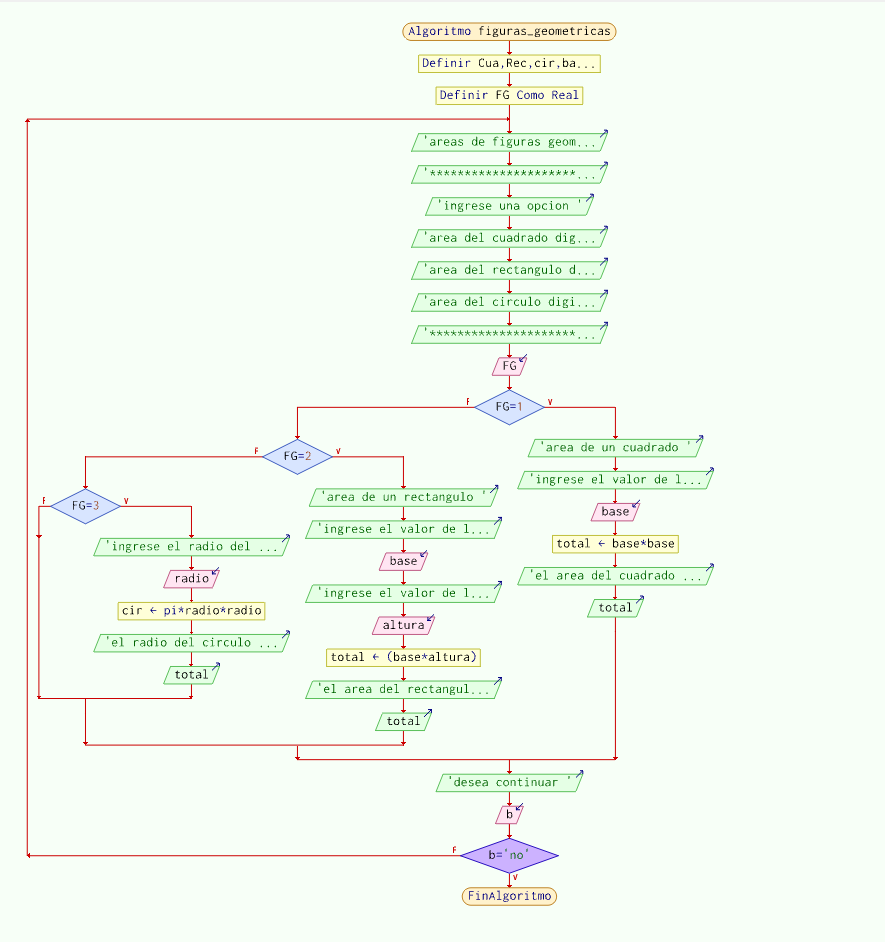 Algoritmo figuras_geometricas
Definir Cua,Rec,cir,ba...
Definir FG Como Real
'areas de figuras geom...
'*********************...
'ingrese una opcion '
'area del cuadrado dig...
'area del rectangulo d...
'area del circulo digi...
'*********************...
FG
F
FG=1
V
'area de un cuadrado '
'ingrese el valor de l...
base
total ← base*base
'el area del cuadrado ...
total
F
FG=2
V
'area de un rectangulo '
'ingrese el valor de l...
base
'ingrese el valor de l...
altura
total ← (base*altura)
'el area del rectangul...
total
F
FG=3
V
'ingrese el radio del ...
radio
cir ← pi*radio*radio
'el radio del circulo ...
total
'desea continuar '
b
F
b='no'
V
FinAlgoritmo